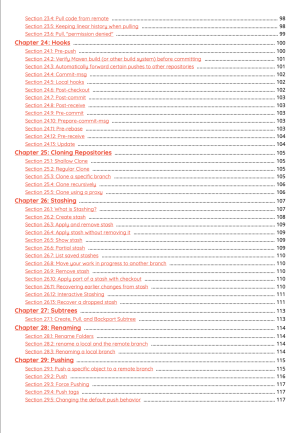 Section 23.4: Pull code from remote 98
Section 23.5: Keeping linear history when pulling 98
Section 23.6: Pull, "permission denied" 99
Chapter 24: Hooks 100
Section 24.1: Pre-push 100
Section 24.2: Verify Maven build (or other build system) before committing 101
Section 24.3: Automatically forward certain pushes to other repositories 101
Section 24.4: Commit-msg 102
Section 24.5: Local hooks 102
Section 24.6: Post-checkout 102
Section 24.7: Post-commit 103
Section 24.8: Post-receive 103
Section 24.9: Pre-commit 103
Section 24.10: Prepare-commit-msg 103
Section 24.11: Pre-rebase 103
Section 24.12: Pre-receive 104
Section 24.13: Update 104
Chapter 25: Cloning Repositories 105
Section 25.1: Shallow Clone 105
Section 25.2: Regular Clone 105
Section 25.3: Clone a specific branch 105
Section 25.4: Clone recursively 106
Section 25.5: Clone using a proxy 106
Chapter 26: Stashing 107
Section 26.1: What is Stashing? 107
Section 26.2: Create stash 108
Section 26.3: Apply and remove stash 109
Section 26.4: Apply stash without removing it 109
Section 26.5: Show stash 109
Section 26.6: Partial stash 109
Section 26.7: List saved stashes 110
Section 26.8: Move your work in progress to another branch 110
Section 26.9: Remove stash 110
Section 26.10: Apply part of a stash with checkout 110
Section 26.11: Recovering earlier changes from stash 110
Section 26.12: Interactive Stashing 111
Section 26.13: Recover a dropped stash 111
Chapter 27: Subtrees 113
Section 27.1: Create, Pull, and Backport Subtree 113
Chapter 28: Renaming 114
Section 28.1: Rename Folders 114
Section 28.2: rename a local and the remote branch 114
Section 28.3: Renaming a local branch 114
Chapter 29: Pushing 115
Section 29.1: Push a specific object to a remote branch 115
Section 29.2: Push 116
Section 29.3: Force Pushing 117
Section 29.4: Push tags 117
Section 29.5: Changing the default push behavior 117